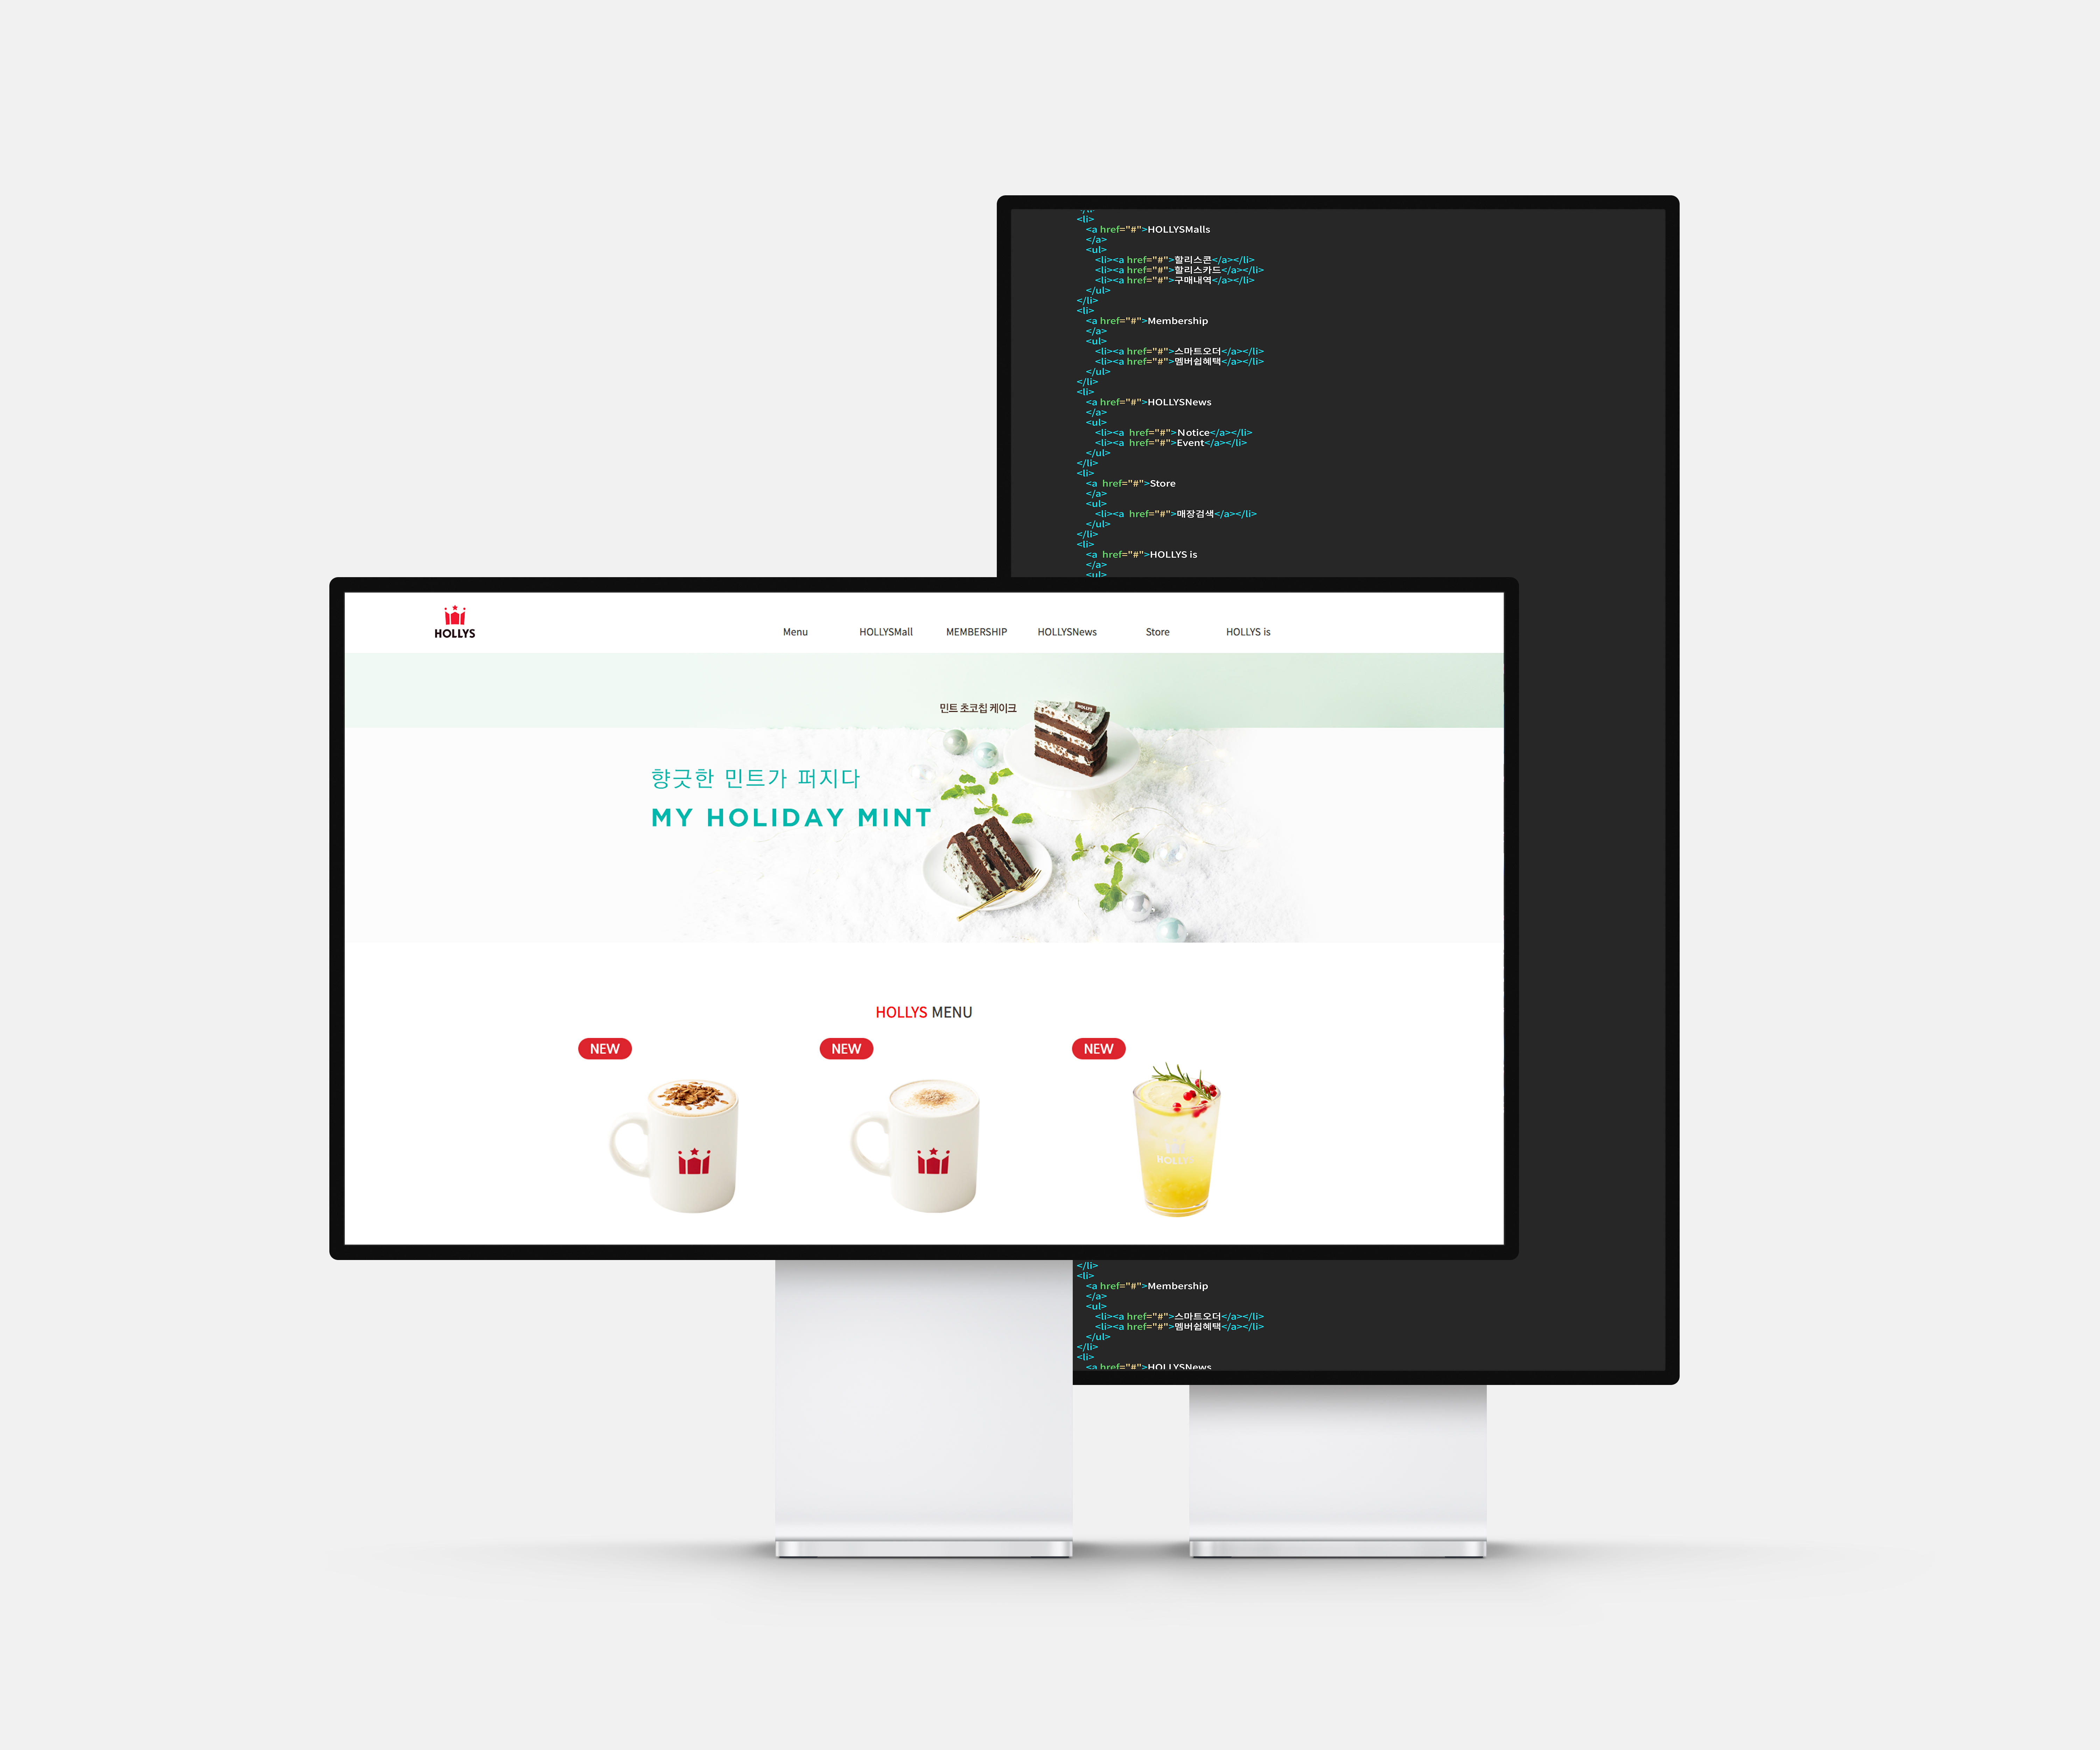 </li>
<li>
<a href="#">HOLLYSMalls
</a>
<ul>
<li><a href="#">할리스콘</a></li>
<li><a href="#">할리스카드</a></li>
<li><a href="#">구매내역</a></li>
</ul>
</li>
<li>
<a href="#">Membership
</a>
<ul>
<li><a href="#">스마트오더</a></li>
<li><a href="#">멤버쉽혜택</a></li>
</ul>
</li>
<li>
<a href="#">HOLLYSNews
</a>
<ul>
<li><a  href="#">Notice</a></li>
<li><a  href="#">Event</a></li>
</ul>
</li>
<li>
<a  href="#">Store
</a>
<ul>
<li><a  href="#">매장검색</a></li>
</ul>
</li>
<li>
<a  href="#">HOLLYS is
</a>
<ul>
HOLLYS
Menu HOLLYSMall MEMBERSHIP HOLLYSNews Store HOLLYS is
민트 초코칩 케이크
HOLLYS
향긋한 민트가 퍼지다
MY HOLIDAY MINT
HOLLYS MENU
NEW NEW NEW
</li>
<li>
<a href="#">Membership
</a>
<ul>
<li><a href="#">스마트오더</a></li>
<li><a href="#">멤버쉽혜택</a></li>
</ul>
</li>
<li>
<a href="#">HOLLYSNews